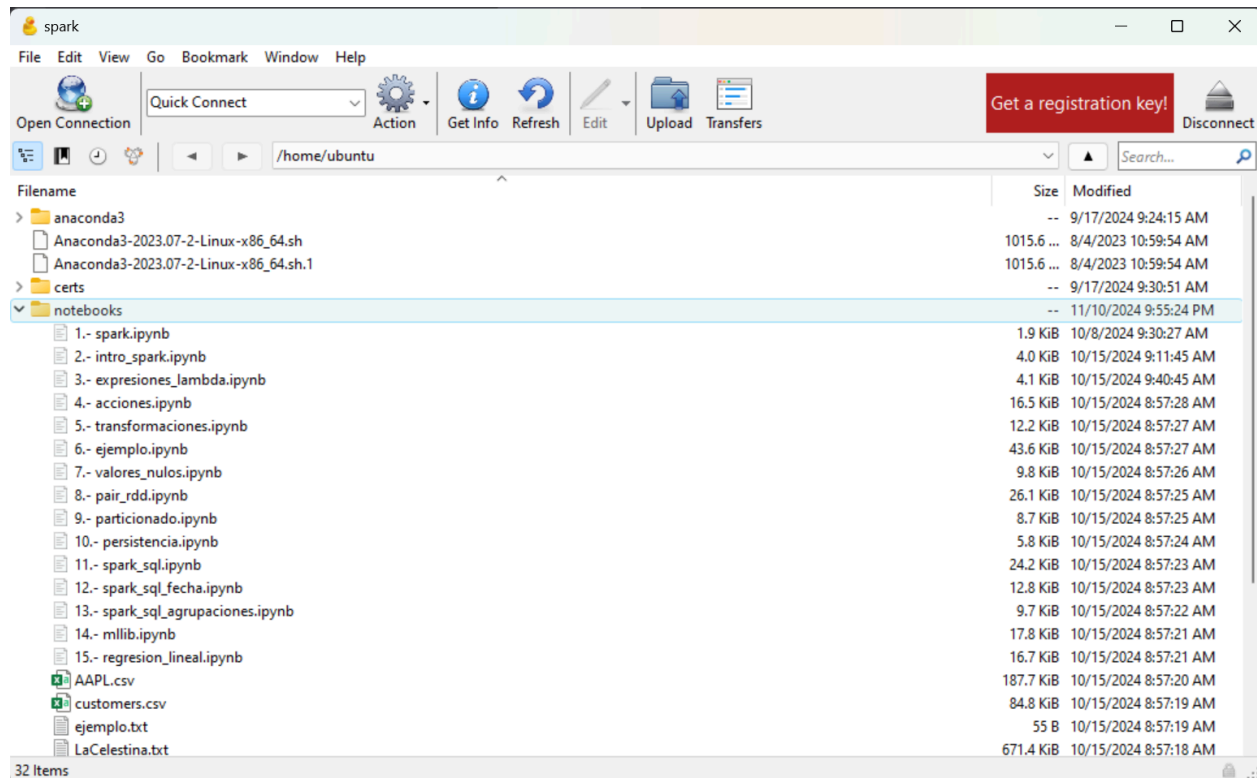 spark
File Edit View Go Bookmark Window Help
Open Connection Quick Connect Action Get Info Refresh Edit Upload Transfers Get a registration key! Disconnect
/home/ubuntu Search...
Filename Size Modified
anaconda3 -- 9/17/2024 9:24:15 AM
Anaconda3-2023.07-2-Linux-x86_64.sh 1015.6 ... 8/4/2023 10:59:54 AM
Anaconda3-2023.07-2-Linux-x86_64.sh.1 1015.6 ... 8/4/2023 10:59:54 AM
certs -- 9/17/2024 9:30:51 AM
notebooks -- 11/10/2024 9:55:24 PM
1.- spark.ipynb 1.9 KiB 10/8/2024 9:30:27 AM
2.- intro_spark.ipynb 4.0 KiB 10/15/2024 9:11:45 AM
3.- expresiones_lambda.ipynb 4.1 KiB 10/15/2024 9:40:45 AM
4.- acciones.ipynb 16.5 KiB 10/15/2024 8:57:28 AM
5.- transformaciones.ipynb 12.2 KiB 10/15/2024 8:57:27 AM
6.- ejemplo.ipynb 43.6 KiB 10/15/2024 8:57:27 AM
7.- valores_nulos.ipynb 9.8 KiB 10/15/2024 8:57:26 AM
8.- pair_rdd.ipynb 26.1 KiB 10/15/2024 8:57:25 AM
9.- particionado.ipynb 8.7 KiB 10/15/2024 8:57:25 AM
10.- persistencia.ipynb 5.8 KiB 10/15/2024 8:57:24 AM
11.- spark_sql.ipynb 24.2 KiB 10/15/2024 8:57:23 AM
12.- spark_sql_fecha.ipynb 12.8 KiB 10/15/2024 8:57:23 AM
13.- spark_sql_agrupaciones.ipynb 9.7 KiB 10/15/2024 8:57:22 AM
14.- mllib.ipynb 17.8 KiB 10/15/2024 8:57:21 AM
15.- regresion_lineal.ipynb 16.7 KiB 10/15/2024 8:57:21 AM
AAPL.csv 187.7 KiB 10/15/2024 8:57:20 AM
customers.csv 84.8 KiB 10/15/2024 8:57:19 AM
ejemplo.txt 55 B 10/15/2024 8:57:19 AM
LaCelestina.txt 671.4 KiB 10/15/2024 8:57:18 AM
32 Items